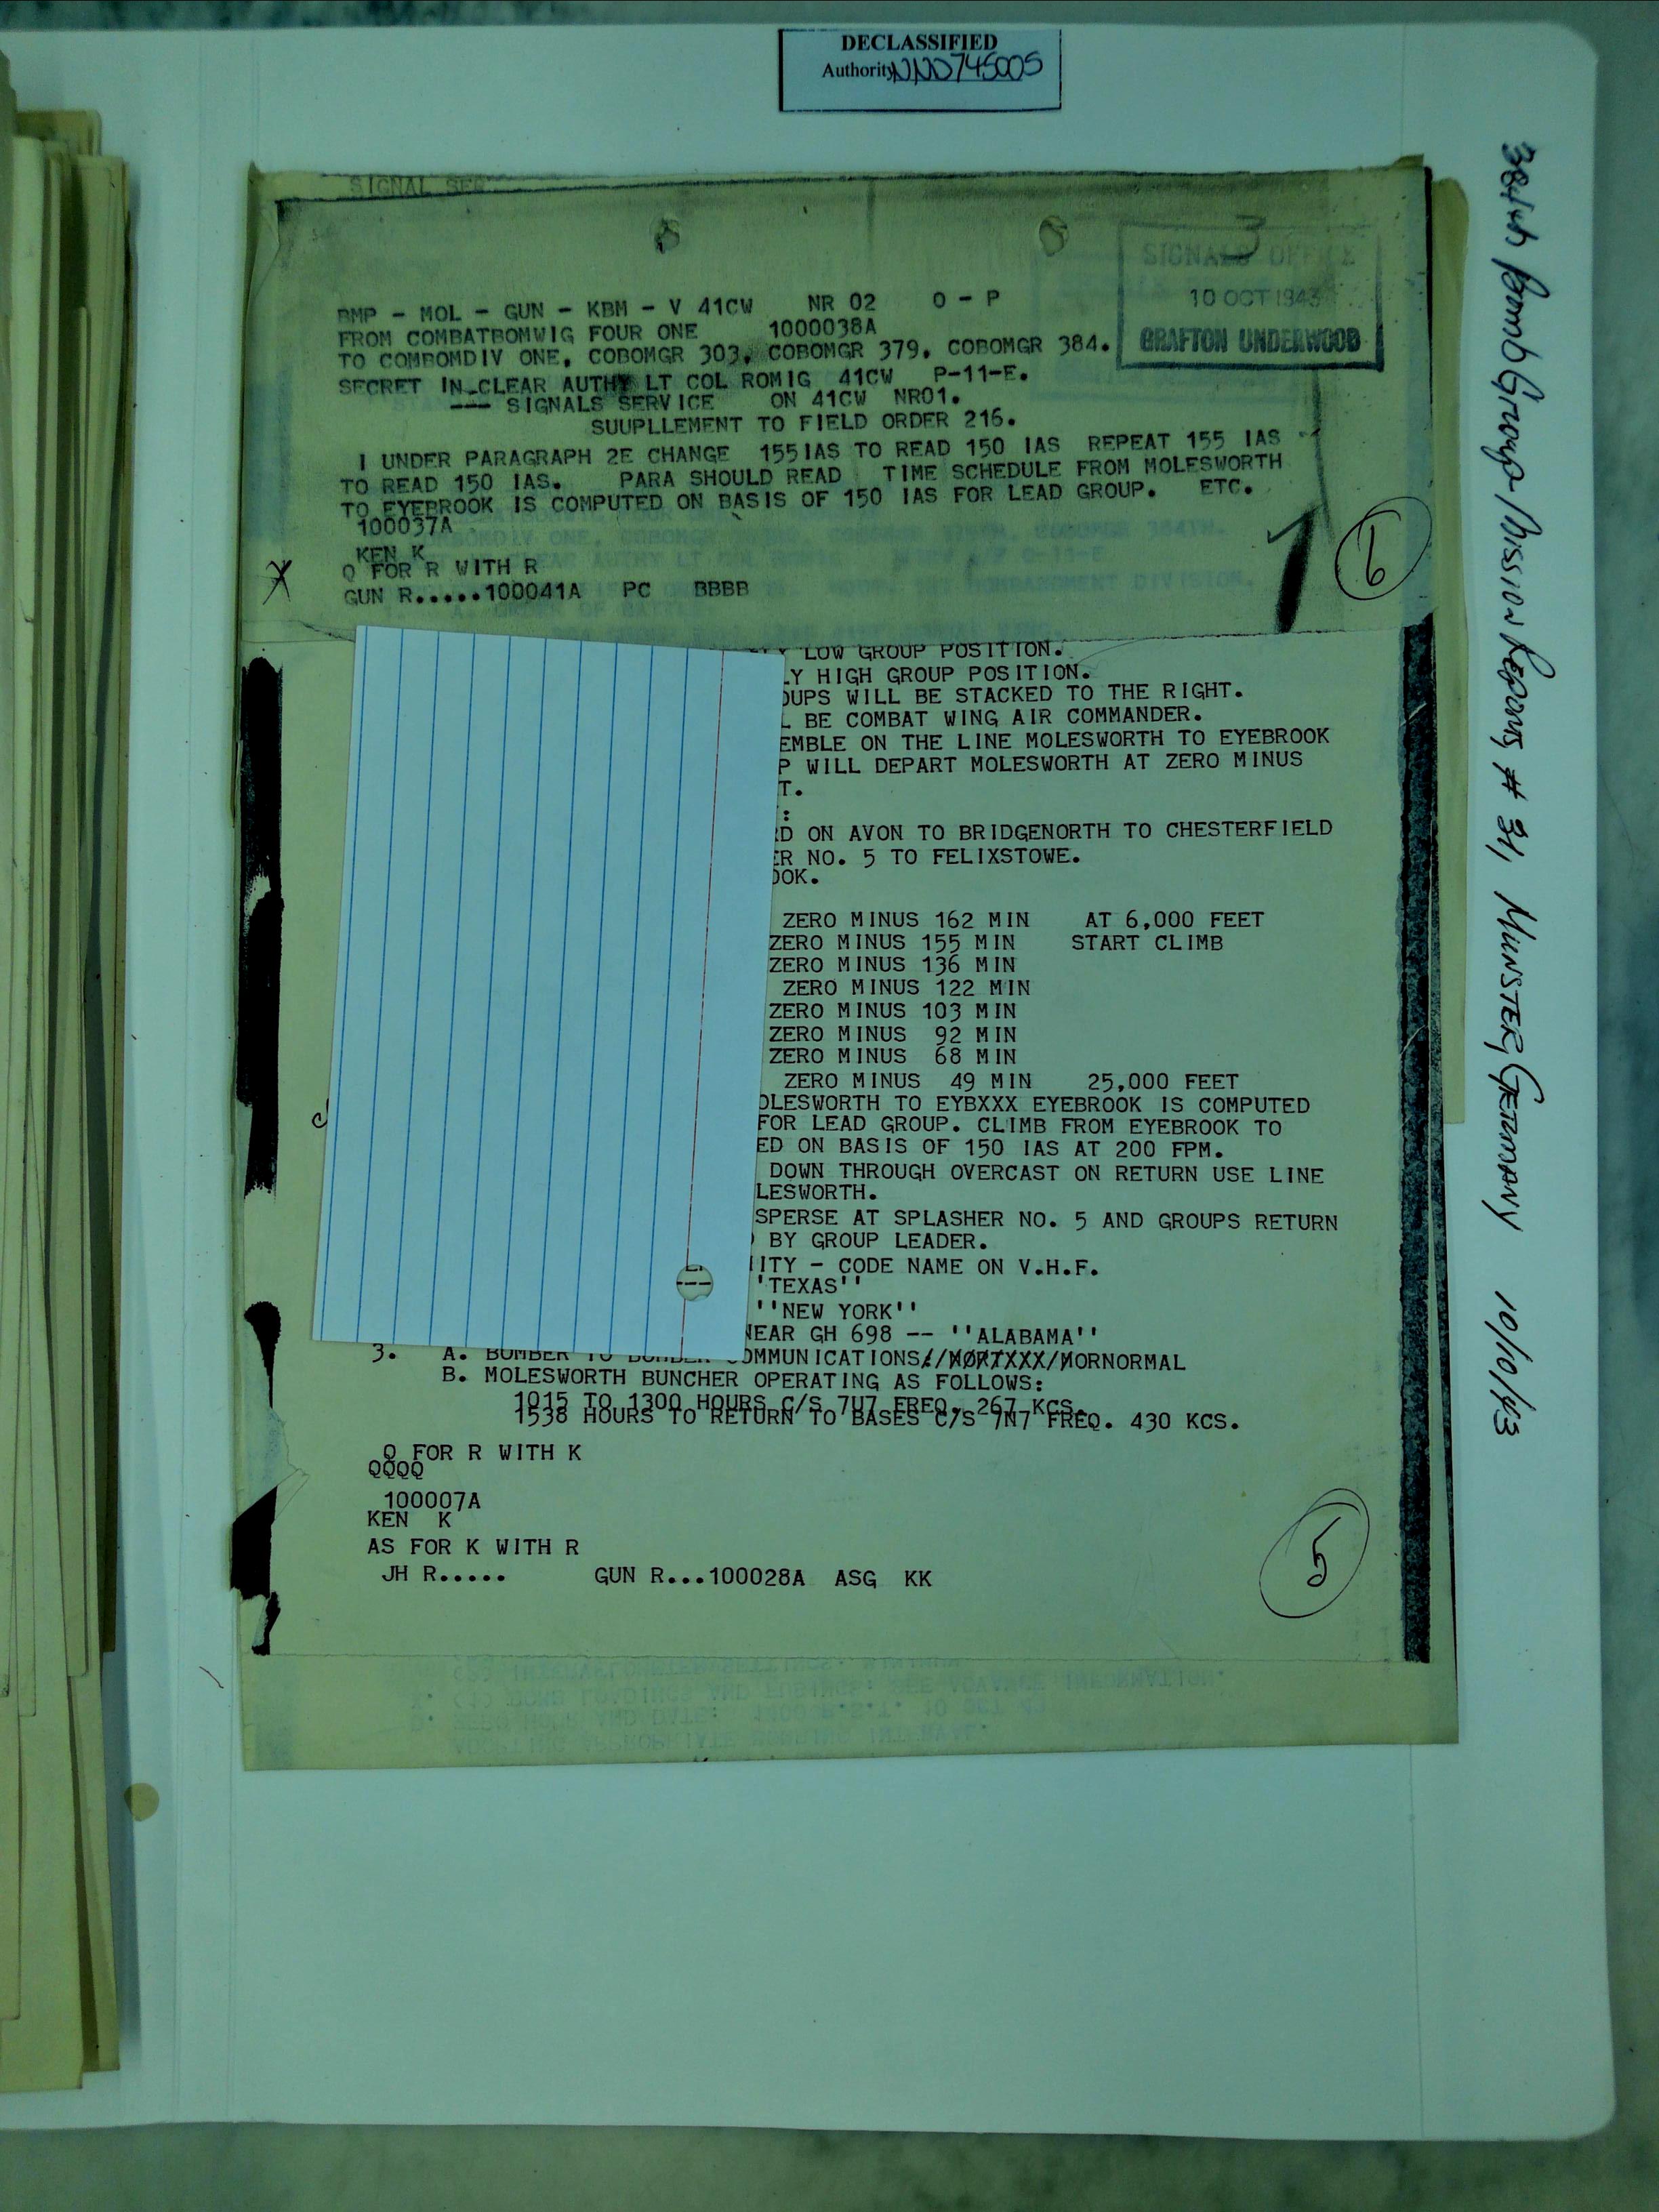 DECLASSIFIED
Authority NND745005
384th Bomb Group Mission Reports # 31, MUNSTER, GERMANY 10/10/43
SIGNAL SER
3
SIGNALS OFFICE
10 OCT 1943
GRAFTON UNDERWOOD
BMP - MOL - GUN - KBM - V 41CW NR 02 O - P
FROM COMBATBOMWIG FOUR ONE 1000038A
TO COMBOMDIV ONE, COBOMGR 303, COBOMGR 379, COBOMGR 384.
SECRET IN CLEAR AUTHY LT COL ROMIG 41CW P-11-E.
--- SIGNALS SERVICE ON 41CW NR01.
SUUPLLEMENT TO FIELD ORDER 216.
I UNDER PARAGRAPH 2E CHANGE 155IAS TO READ 150 IAS REPEAT 155 IAS
TO READ 150 IAS. PARA SHOULD READ TIME SCHEDULE FROM MOLESWORTH
TO EYEBROOK IS COMPUTED ON BASIS OF 150 IAS FOR LEAD GROUP. ETC.
100037A
KEN K
Q FOR R WITH R
X
GUN R.....100041A PC BBBB
6
LOW GROUP POSITION.
LY HIGH GROUP POSITION.
OUPS WILL BE STACKED TO THE RIGHT.
L BE COMBAT WING AIR COMMANDER.
EMBLE ON THE LINE MOLESWORTH TO EYEBROOK
P WILL DEPART MOLESWORTH AT ZERO MINUS
T.
:
RD ON AVON TO BRIDGENORTH TO CHESTERFIELD
ER NO. 5 TO FELIXSTOWE.
OOK.
ZERO MINUS 162 MIN AT 6,000 FEET
ZERO MINUS 155 MIN START CLIMB
ZERO MINUS 136 MIN
ZERO MINUS 122 MIN
ZERO MINUS 103 MIN
ZERO MINUS 92 MIN
ZERO MINUS 68 MIN
ZERO MINUS 49 MIN 25,000 FEET
OLESWORTH TO EYBXXX EYEBROOK IS COMPUTED
FOR LEAD GROUP. CLIMB FROM EYEBROOK TO
ED ON BASIS OF 150 IAS AT 200 FPM.
DOWN THROUGH OVERCAST ON RETURN USE LINE
LESWORTH.
SPERSE AT SPLASHER NO. 5 AND GROUPS RETURN
BY GROUP LEADER.
ITY - CODE NAME ON V.H.F.
'TEXAS''
''NEW YORK''
NEAR GH 698 -- ''ALABAMA''
3. A. BOMBER TO BOMBER COMMUNICATIONS//NORTXXX/NORNORMAL
B. MOLESWORTH BUNCHER OPERATING AS FOLLOWS:
1015 TO 1300 HOURS C/S 7U7 FREQ. 267 KCS.
1538 HOURS TO RETURN TO BASES C/S 7N7 FREQ. 430 KCS.
Q FOR R WITH K
QQQQ
100007A
KEN K
AS FOR K WITH R
JH R..... GUN R...100028A ASG KK
5